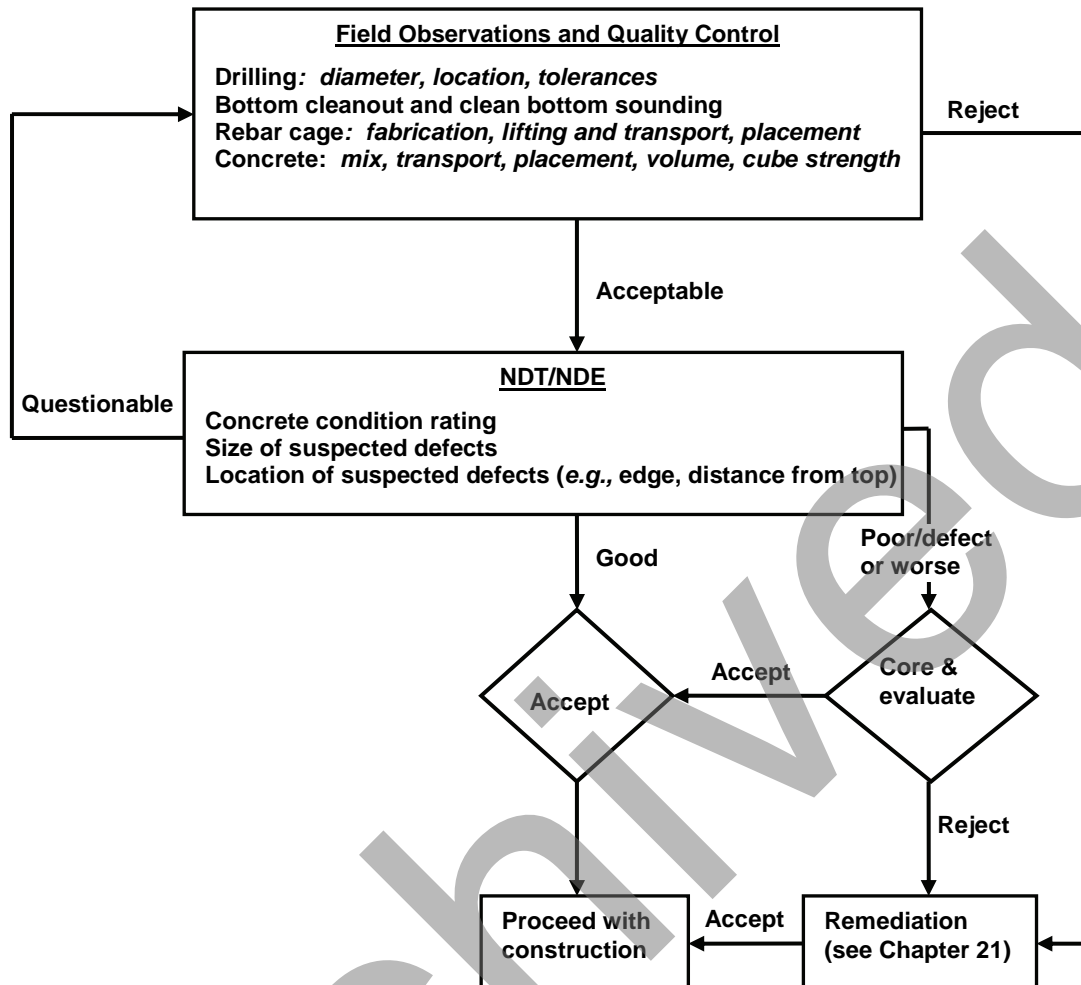 Field Observations and Quality Control
Drilling: diameter, location, tolerances
Bottom cleanout and clean bottom sounding
Rebar cage: fabrication, lifting and transport, placement
Concrete: mix, transport, placement, volume, cube strength
Reject
Acceptable
NDT/NDE
Questionable
Concrete condition rating
Size of suspected defects
Location of suspected defects (e.g., edge, distance from top)
Good
Poor/defect
or worse
Accept
Accept
Core &
evaluate
Reject
Proceed with
construction
Accept
Remediation
(see Chapter 21)